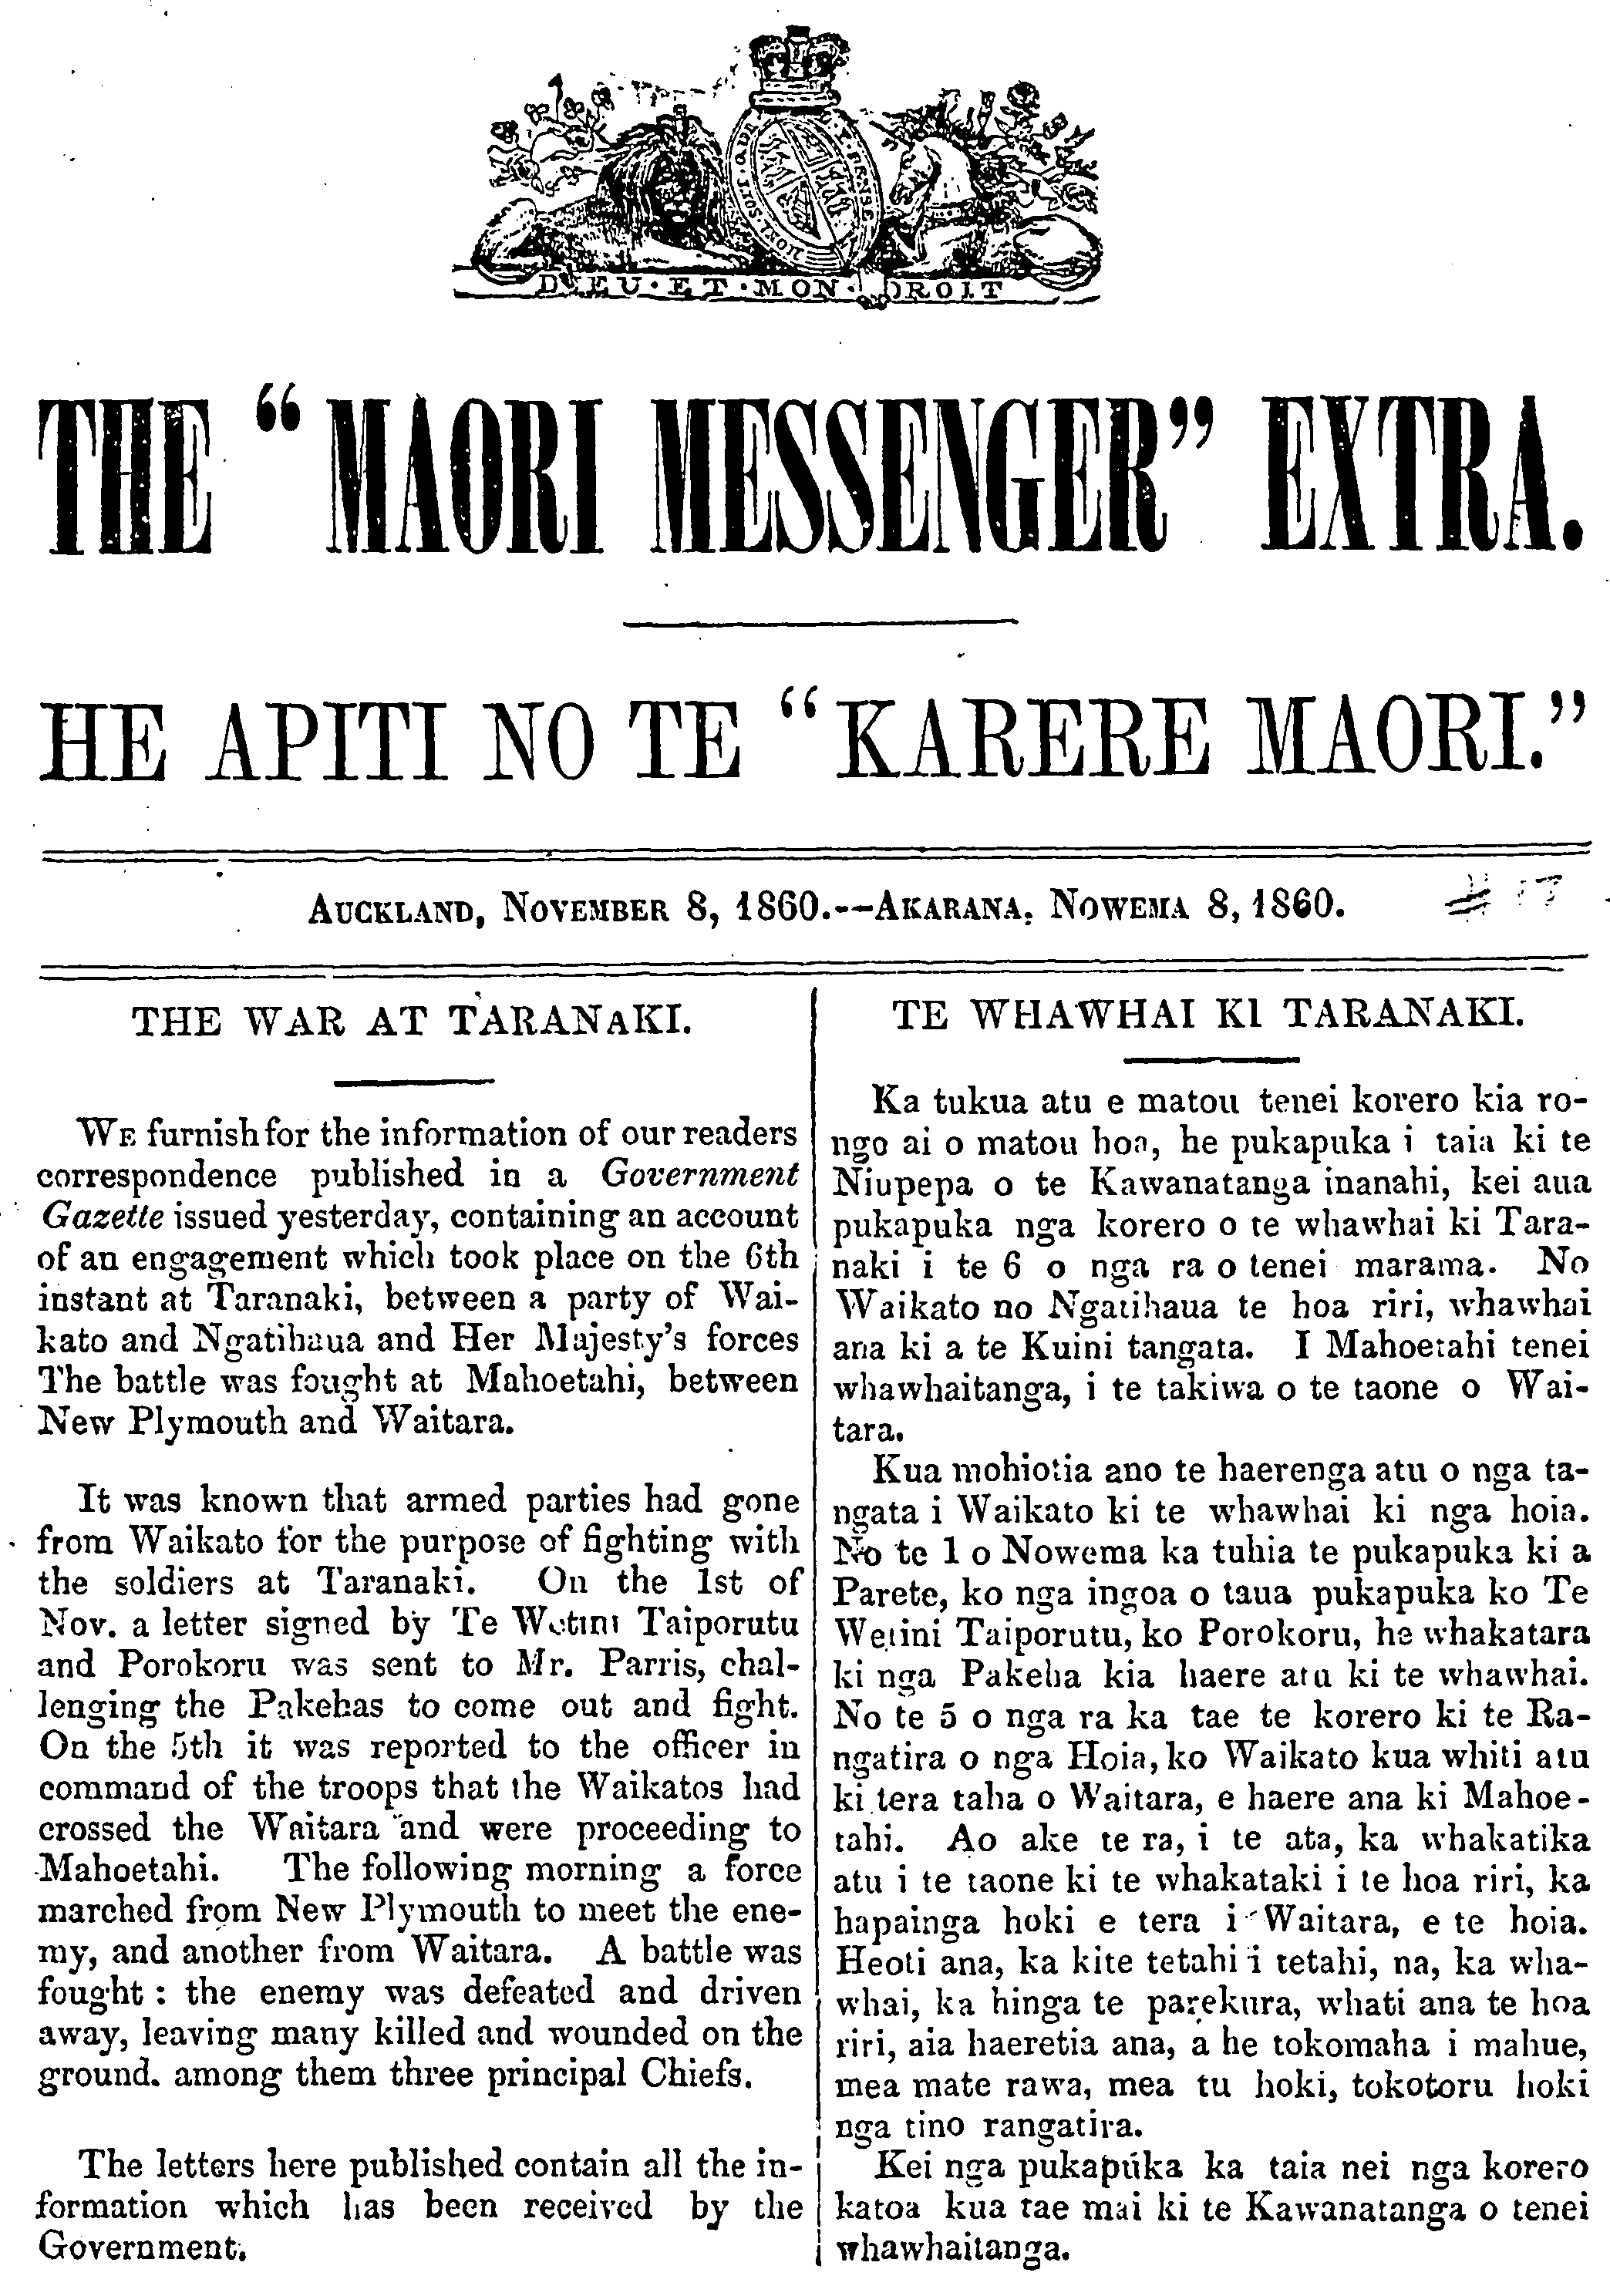 HONI SOIT QUI MAL Y PENSE
DIEU·ET·MON·DROIT
THE "MAORI MESSENGER" EXTRA.
HE APITI NO TE "KARERE MAORI."
AUCKLAND, NOVEMBER 8, 1860.--AKARANA, NOWEMA 8, 1860.
# 17
THE WAR AT TARANAKI.
WE furnish for the information of our readers
correspondence published in a Government
Gazette issued yesterday, containing an account
of an engagement which took place on the 6th
instant at Taranaki, between a party of Wai-
kato and Ngatihaua and Her Majesty's forces
The battle was fought at Mahoetahi, between
New Plymouth and Waitara.
It was known that armed parties had gone
from Waikato for the purpose of fighting with
the soldiers at Taranaki. On the 1st of
Nov. a letter signed by Te Wetini Taiporutu
and Porokoru was sent to Mr. Parris, chal-
lenging the Pakehas to come out and fight.
On the 5th it was reported to the officer in
command of the troops that the Waikatos had
crossed the Waitara and were proceeding to
Mahoetahi. The following morning a force
marched from New Plymouth to meet the ene-
my, and another from Waitara. A battle was
fought : the enemy was defeated and driven
away, leaving many killed and wounded on the
ground. among them three principal Chiefs.
The letters here published contain all the in-
formation which has been received by the
Government.
TE WHAWHAI KI TARANAKI.
Ka tukua atu e matou tenei korero kia ro-
ngo ai o matou hoa, he pukapuka i taia ki te
Niupepa o te Kawanatanga inanahi, kei aua
pukapuka nga korero o te whawhai ki Tara-
naki i te 6 o nga ra o tenei marama. No
Waikato no Ngatihaua te hoa riri, whawhai
ana ki a te Kuini tangata. I Mahoetahi tenei
whawhaitanga, i te takiwa o te taone o Wai-
tara.
Kua mohiotia ano te haerenga atu o nga ta-
ngata i Waikato ki te whawhai ki nga hoia.
No te 1 o Nowema ka tuhia te pukapuka ki a
Parete, ko nga ingoa o taua pukapuka ko Te
Wetini Taiporutu, ko Porokoru, he whakatara
ki nga Pakeha kia haere atu ki te whawhai.
No te 5 o nga ra ka tae te korero ki te Ra-
ngatira o nga Hoia, ko Waikato kua whiti atu
ki tera taha o Waitara, e haere ana ki Mahoe-
tahi. Ao ake te ra, i te ata, ka whakatika
atu i te taone ki te whakataki i te hoa riri, ka
hapainga hoki e tera i Waitara, e te hoia.
Heoti ana, ka kite tetahi i tetahi, na, ka wha-
whai, ka hinga te parekura, whati ana te hoa
riri, aia haeretia ana, a he tokomaha i mahue,
mea mate rawa, mea tu hoki, tokotoru hoki
nga tino rangatira.
Kei nga pukapuka ka taia nei nga korero
katoa kua tae mai ki te Kawanatanga o tenei
whawhaitanga.